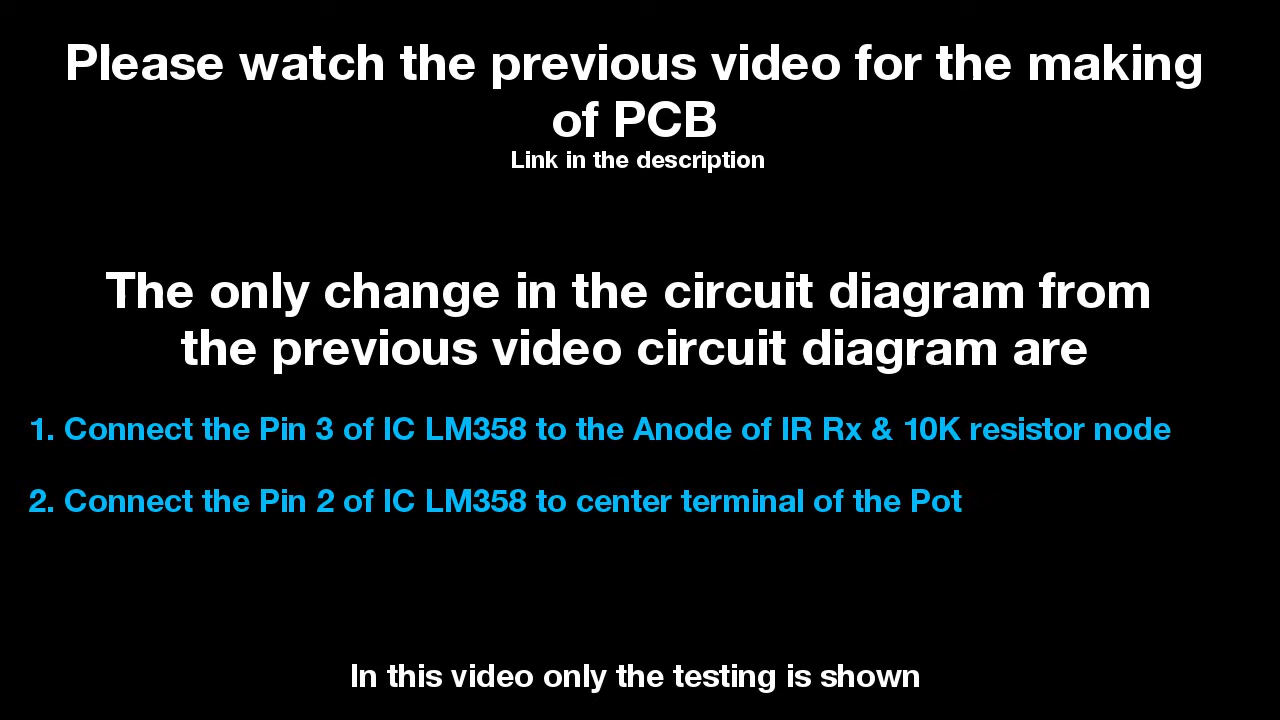 Please watch the previous video for the making
of PCB
Link in the description
The only change in the circuit diagram from
the previous video circuit diagram are
1. Connect the Pin 3 of IC LM358 to the Anode of IR Rx & 10K resistor node
2. Connect the Pin 2 of IC LM358 to center terminal of the Pot
In this video only the testing is shown